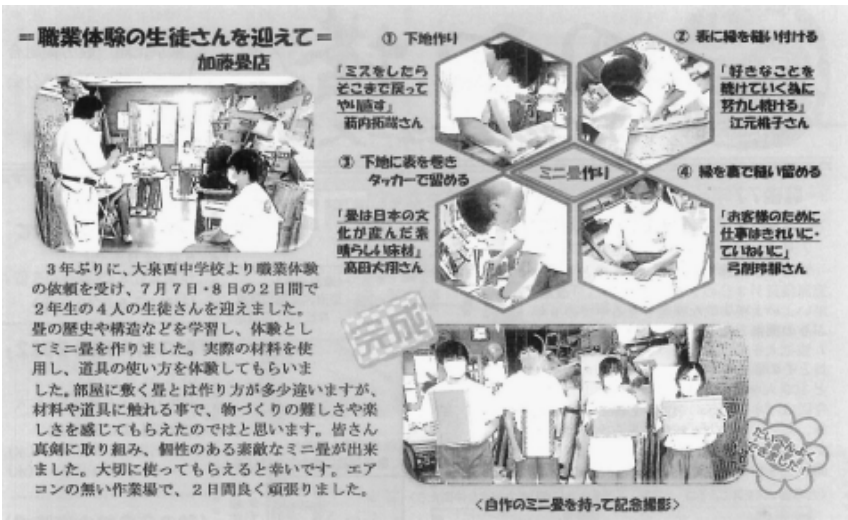 =職業体験の生徒さんを迎えて=
加藤畳店
3年ぶりに、大泉西中学校より職業体験
の依頼を受け、7月7日・8日の2日間で
2年生の4人の生徒さんを迎えました。
畳の歴史や構造などを学習し、体験とし
てミニ畳を作りました。実際の材料を使
用し、道具の使い方を体験してもらいま
した。部屋に敷く畳とは作り方が多少違いますが、
材料や道具に触れる事で、物づくりの難しさや楽
しさを感じてもらえたのではと思います。皆さん
真剣に取り組み、個性のある素敵なミニ畳が出来
ました。大切に使ってもらえると幸いです。エア
コンの無い作業場で、2日間良く頑張りました。
① 下地作り
「ミスをしたら
そこまで戻って
やり直す」
藪内拓哉さん
② 表に縁を縫い付ける
「好きなことを
続けていく為に
努力し続ける」
江元桃子さん
ミニ畳作り
③ 下地に表を巻き
タッカーで留める
「畳は日本の文
化が産んだ素
晴らしい床材」
高田大翔さん
④ 縁を裏で縫い留める
「お客様のために
仕事はきれいに・
ていねいに」
弓削玲都さん
完成
たいへんよく
できました!
<自作のミニ畳を持って記念撮影>